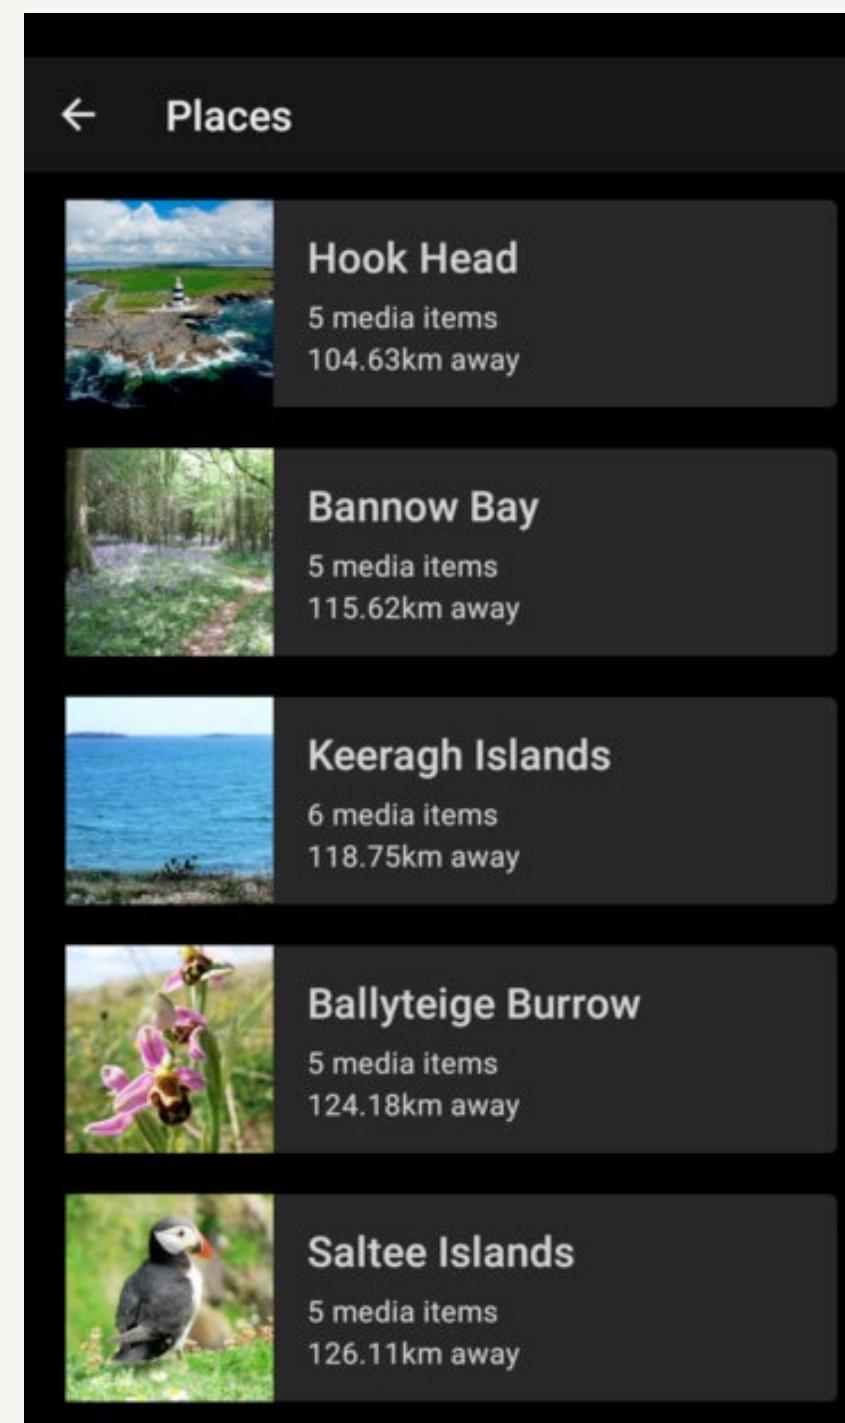 Places
Hook Head
5 media items
104.63km away
Bannow Bay
5 media items
115.62km away
Keeragh Islands
6 media items
118.75km away
Ballyteige Burrow
5 media items
124.18km away
Saltee Islands
5 media items
126.11km away